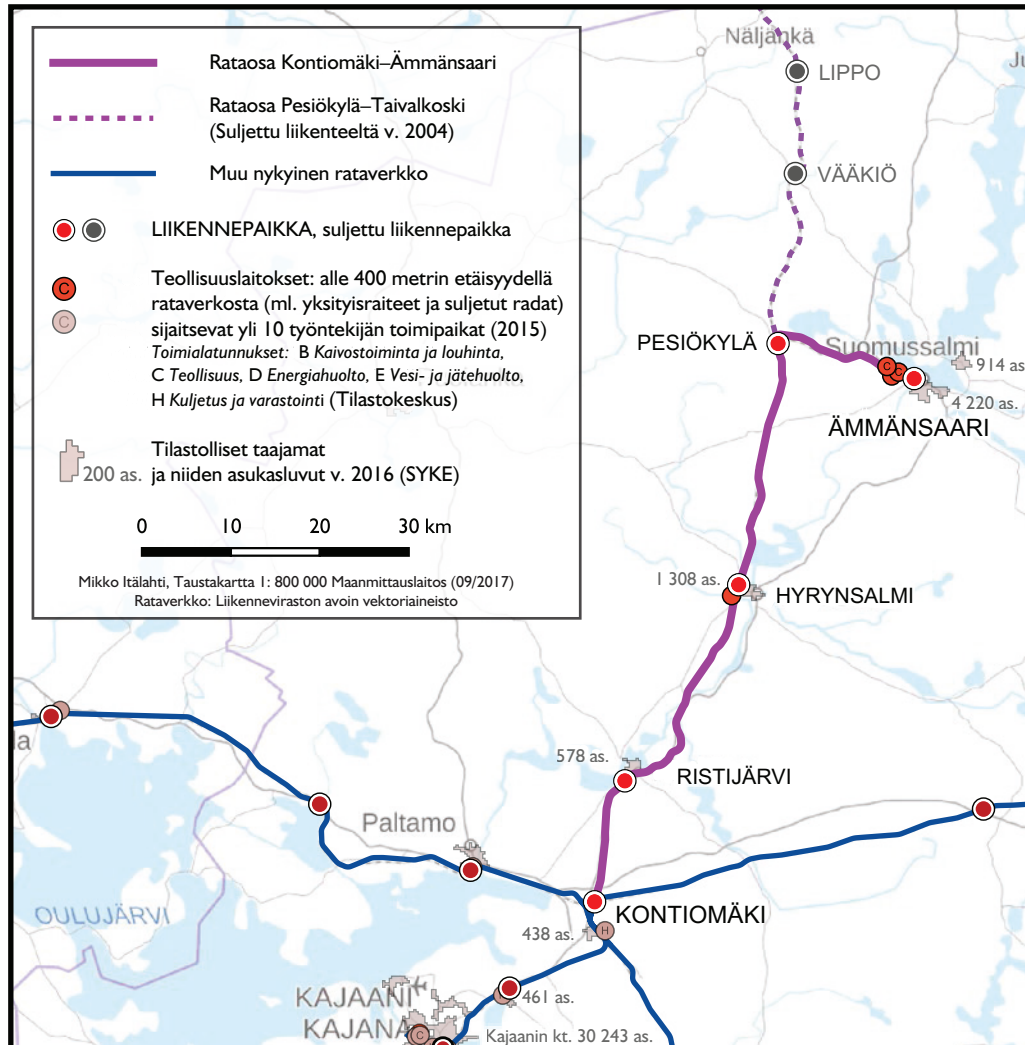 Rataosa Kontiomäki–Ämmänsaari
Rataosa Pesiökylä–Taivalkoski
(Suljettu liikenteeltä v. 2004)
Muu nykyinen rataverkko
LIIKENNEPAIKKA, suljettu liikennepaikka
C
C
Teollisuuslaitokset: alle 400 metrin etäisyydellä
rataverkosta (ml. yksityisraiteet ja suljetut radat)
sijaitsevat yli 10 työntekijän toimipaikat (2015)
Toimialatunnukset: B Kaivostoiminta ja louhinta,
C Teollisuus, D Energiahuolto, E Vesi- ja jätehuolto,
H Kuljetus ja varastointi (Tilastokeskus)
200 as.
Tilastolliset taajamat
ja niiden asukasluvut v. 2016 (SYKE)
0 10 20 30 km
Mikko Itälahti, Taustakartta 1: 800 000 Maanmittauslaitos (09/2017)
Rataverkko: Liikenneviraston avoin vektoriaineisto
Näljänkä
LIPPO
VÄÄKIÖ
PESIÖKYLÄ
Suomussalmi
C
C
914 as.
4 220 as.
ÄMMÄNSAARI
1 308 as.
HYRYNSALMI
578 as.
RISTIJÄRVI
Paltamo
OULUJÄRVI
KONTIOMÄKI
438 as.
H
461 as.
KAJAANI
KAJANA
C
Kajaanin kt. 30 243 as.